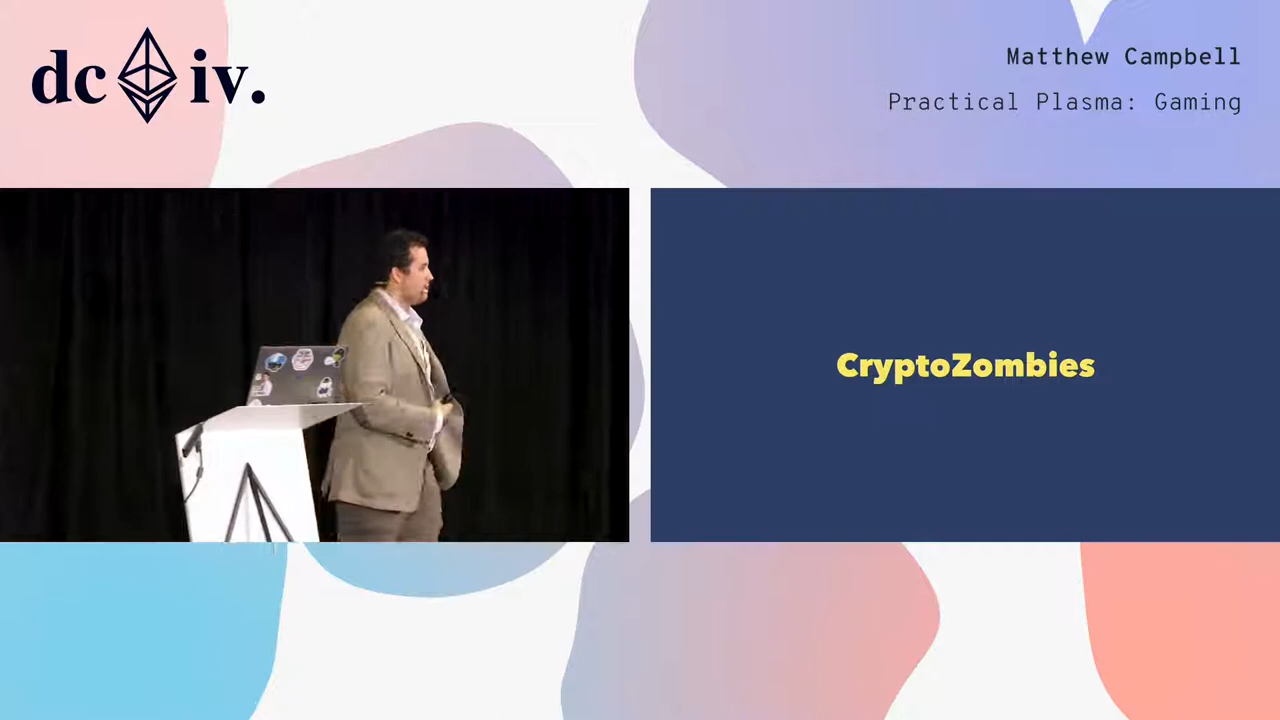 dc iv.
Matthew Campbell
Practical Plasma: Gaming
CryptoZombies